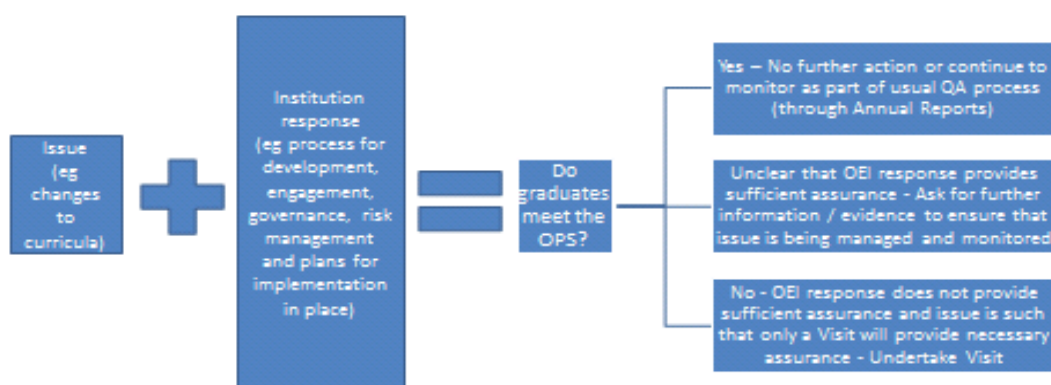 Issue
(eg
changes
to
curricula)
Institution
response
(eg process for
development,
engagement,
governance, risk
management
and plans for
implementation
in place)
Do
graduates
meet the
OPS?
Yes – No further action or continue to
monitor as part of usual QA process
(through Annual Reports)
Unclear that OEI response provides
sufficient assurance - Ask for further
information / evidence to ensure that
issue is being managed and monitored
No - OEI response does not provide
sufficient assurance and issue is such
that only a Visit will provide necessary
assurance - Undertake Visit